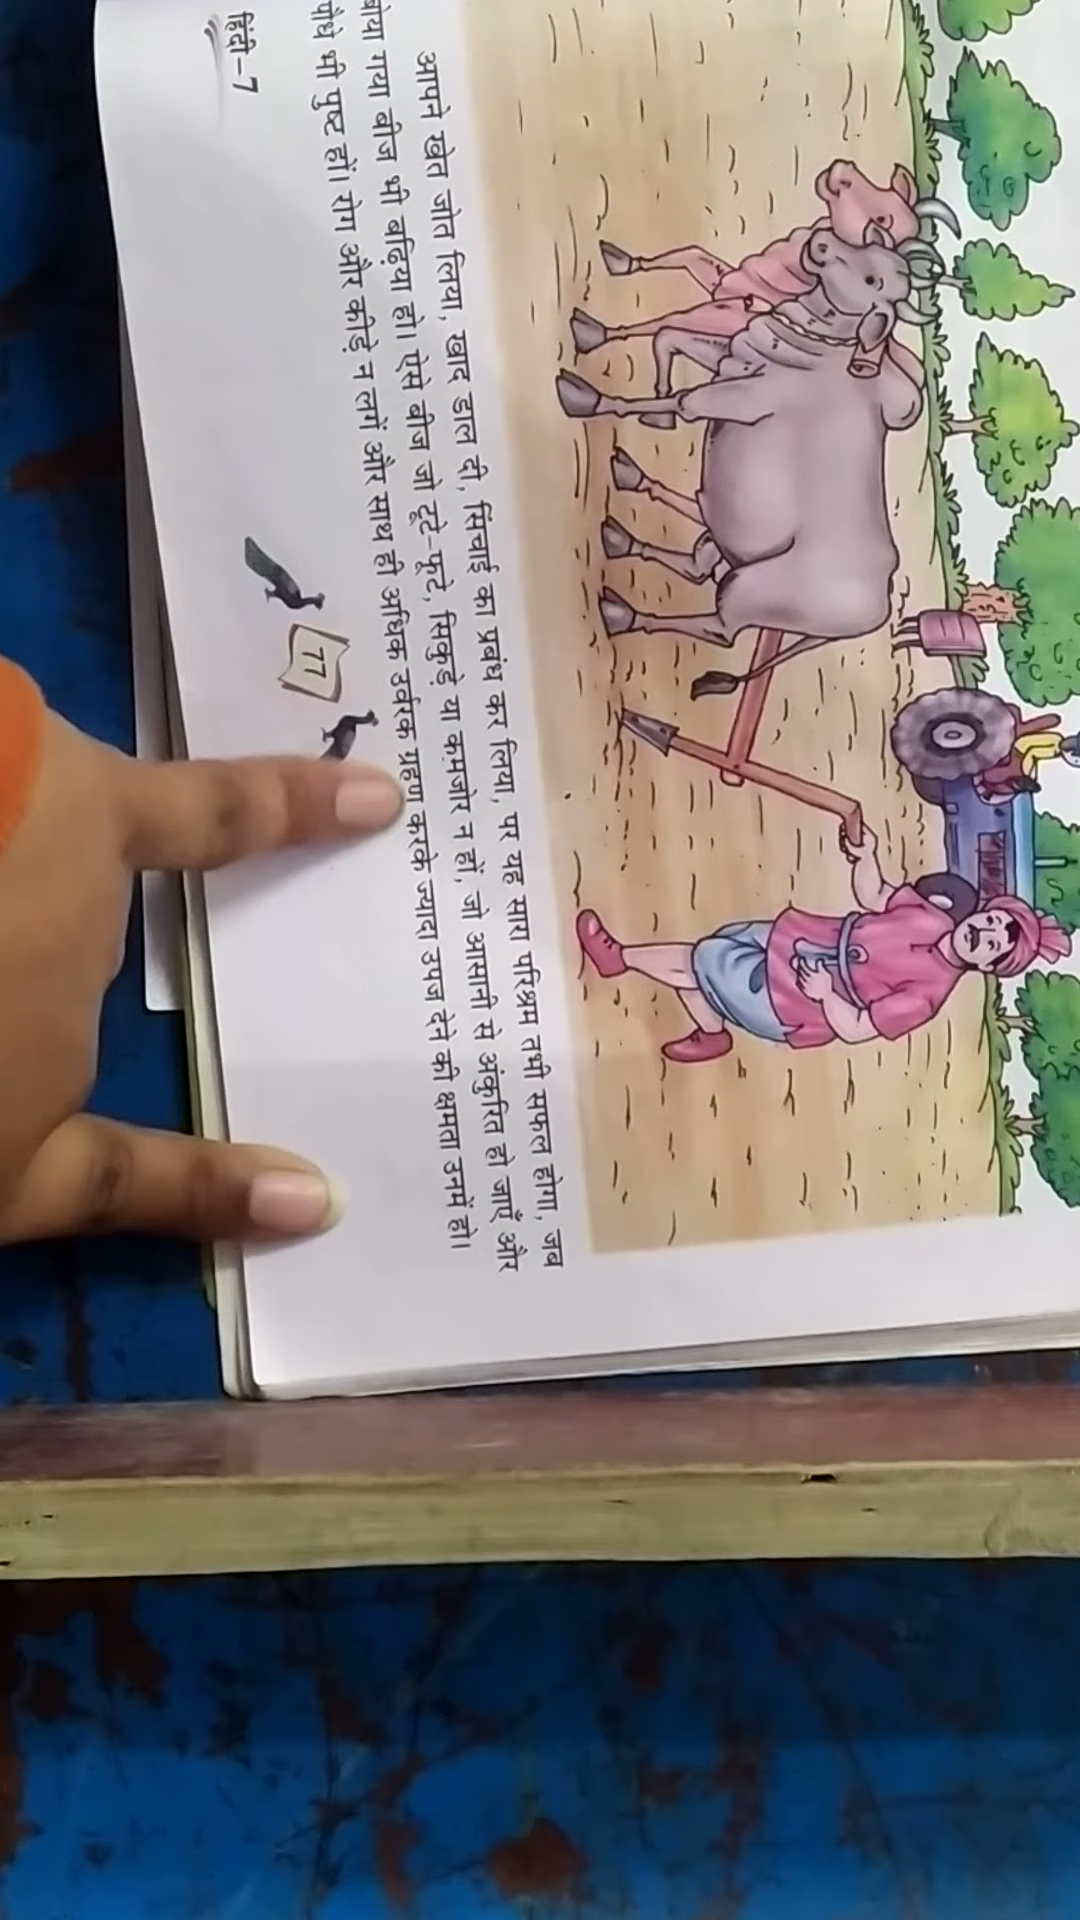 आपने खेत जोत लिया, खाद डाल दी, सिंचाई का प्रबंध कर लिया, पर यह सारा परिश्रम तभी सफल होगा, जब
बोया गया बीज भी बढ़िया हो। ऐसे बीज जो टूटे-फूटे, सिकुड़े या कमज़ोर न हों, जो आसानी से अंकुरित हो जाएँ और
पौधे भी पुष्ट हों। रोग और कीड़े न लगें और साथ ही अधिक उर्वरक ग्रहण करके ज्यादा उपज देने की क्षमता उनमें हो।
हिंदी-7
77